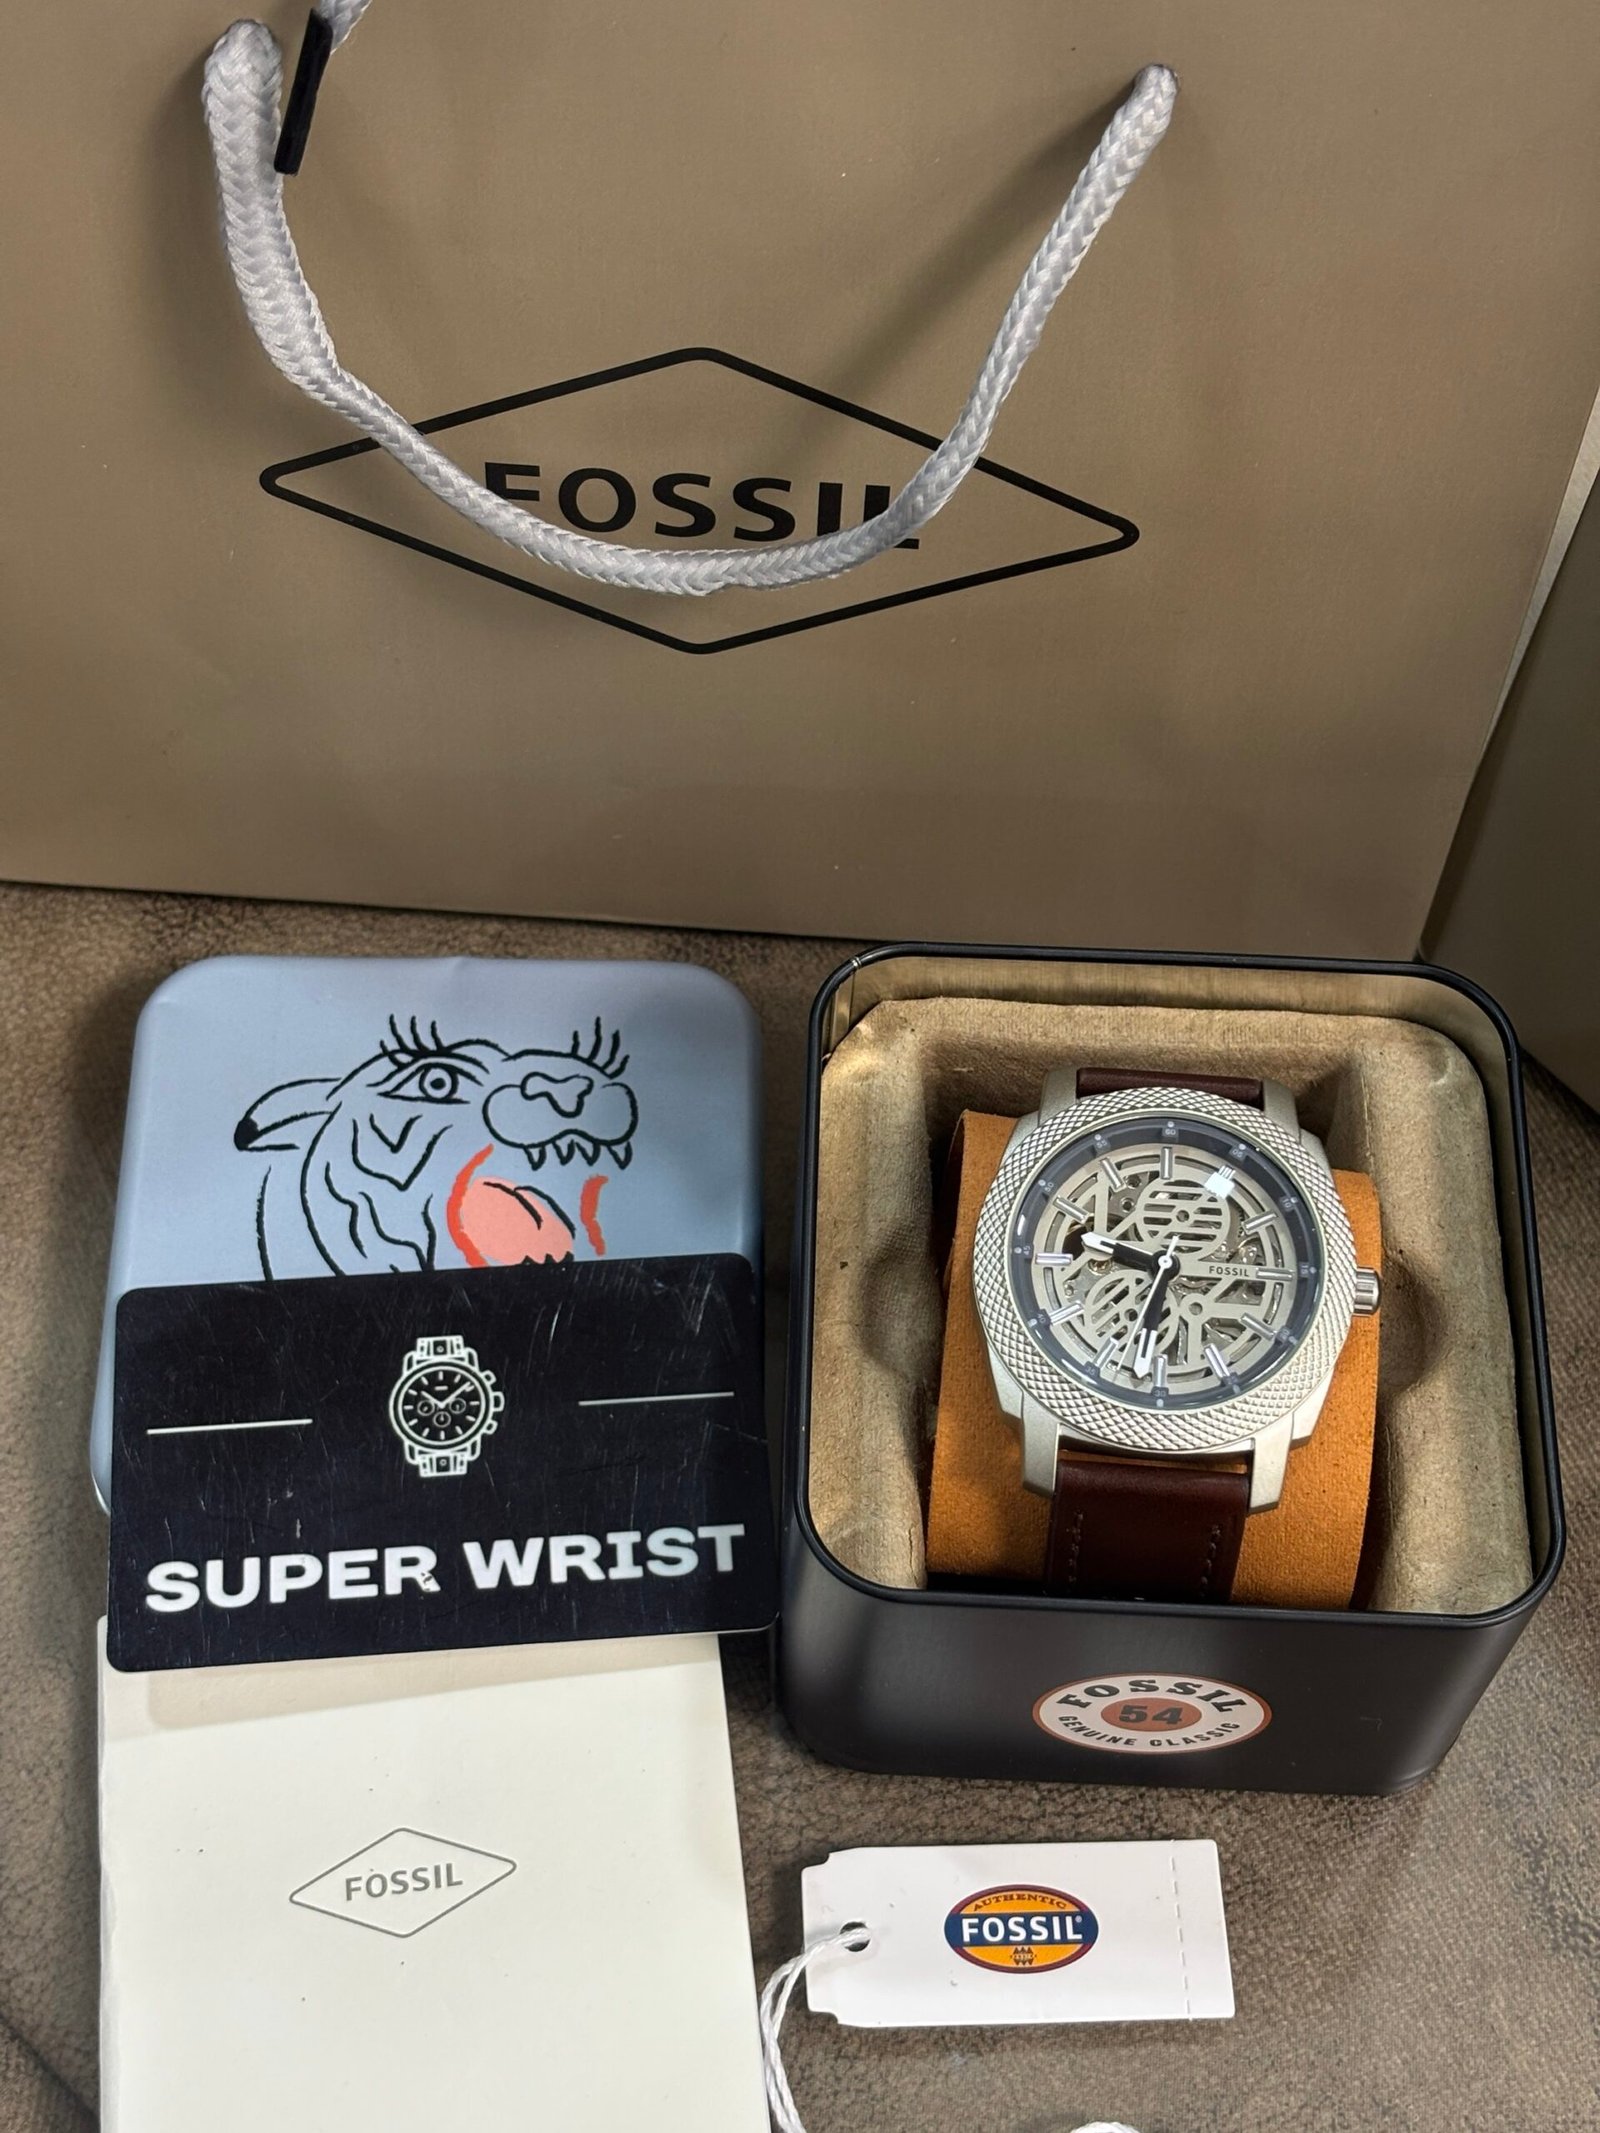 FOSSIL
FOSSIL
SUPER WRIST
FOSSIL
54
GENUINE CLASSIC
FOSSIL
AUTHENTIC
FOSSIL